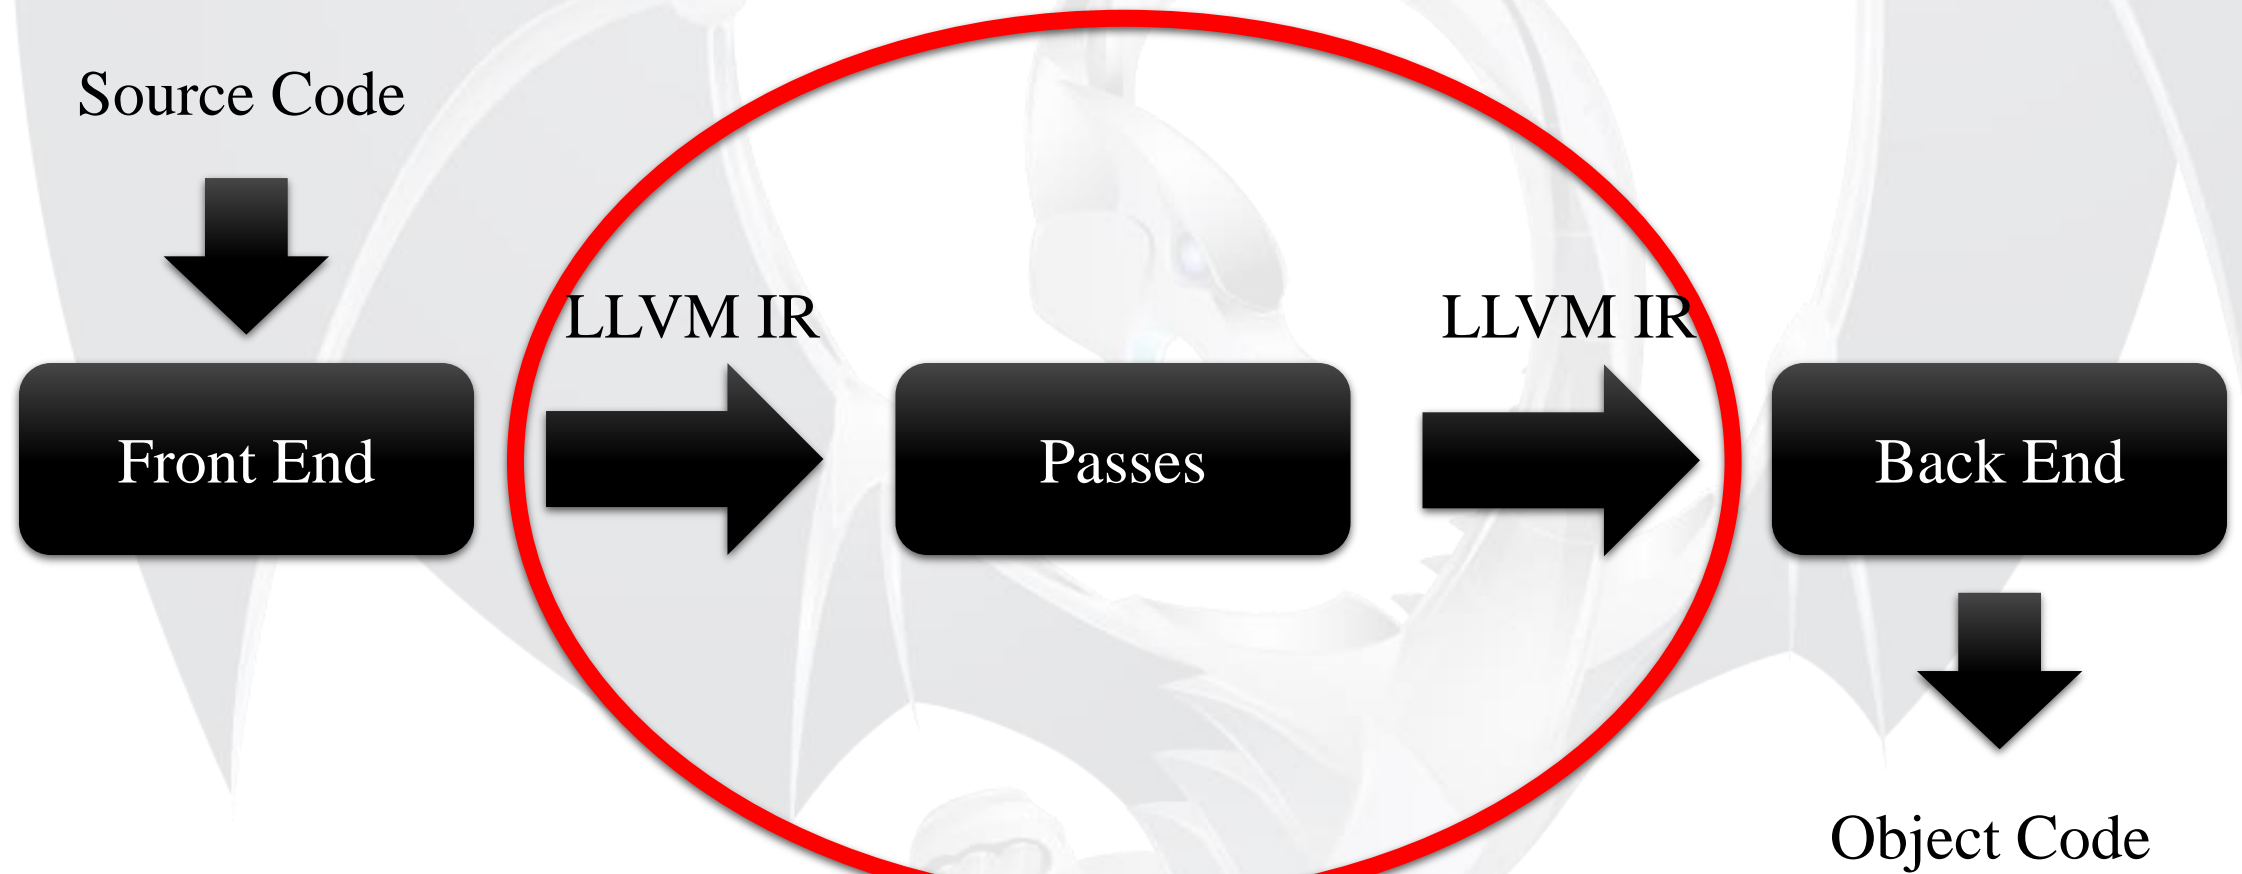 Source Code
LLVM IR
LLVM IR
Front End
Passes
Back End
Object Code